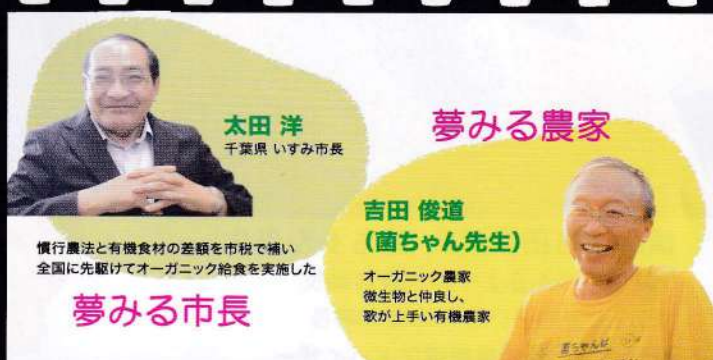 太田 洋
千葉県 いすみ市長
慣行農法と有機食材の差額を市税で補い
全国に先駆けてオーガニック給食を実施した
夢みる市長
夢みる農家
吉田 俊道
(菌ちゃん先生)
オーガニック農家
微生物と仲良し、
歌が上手い有機農家